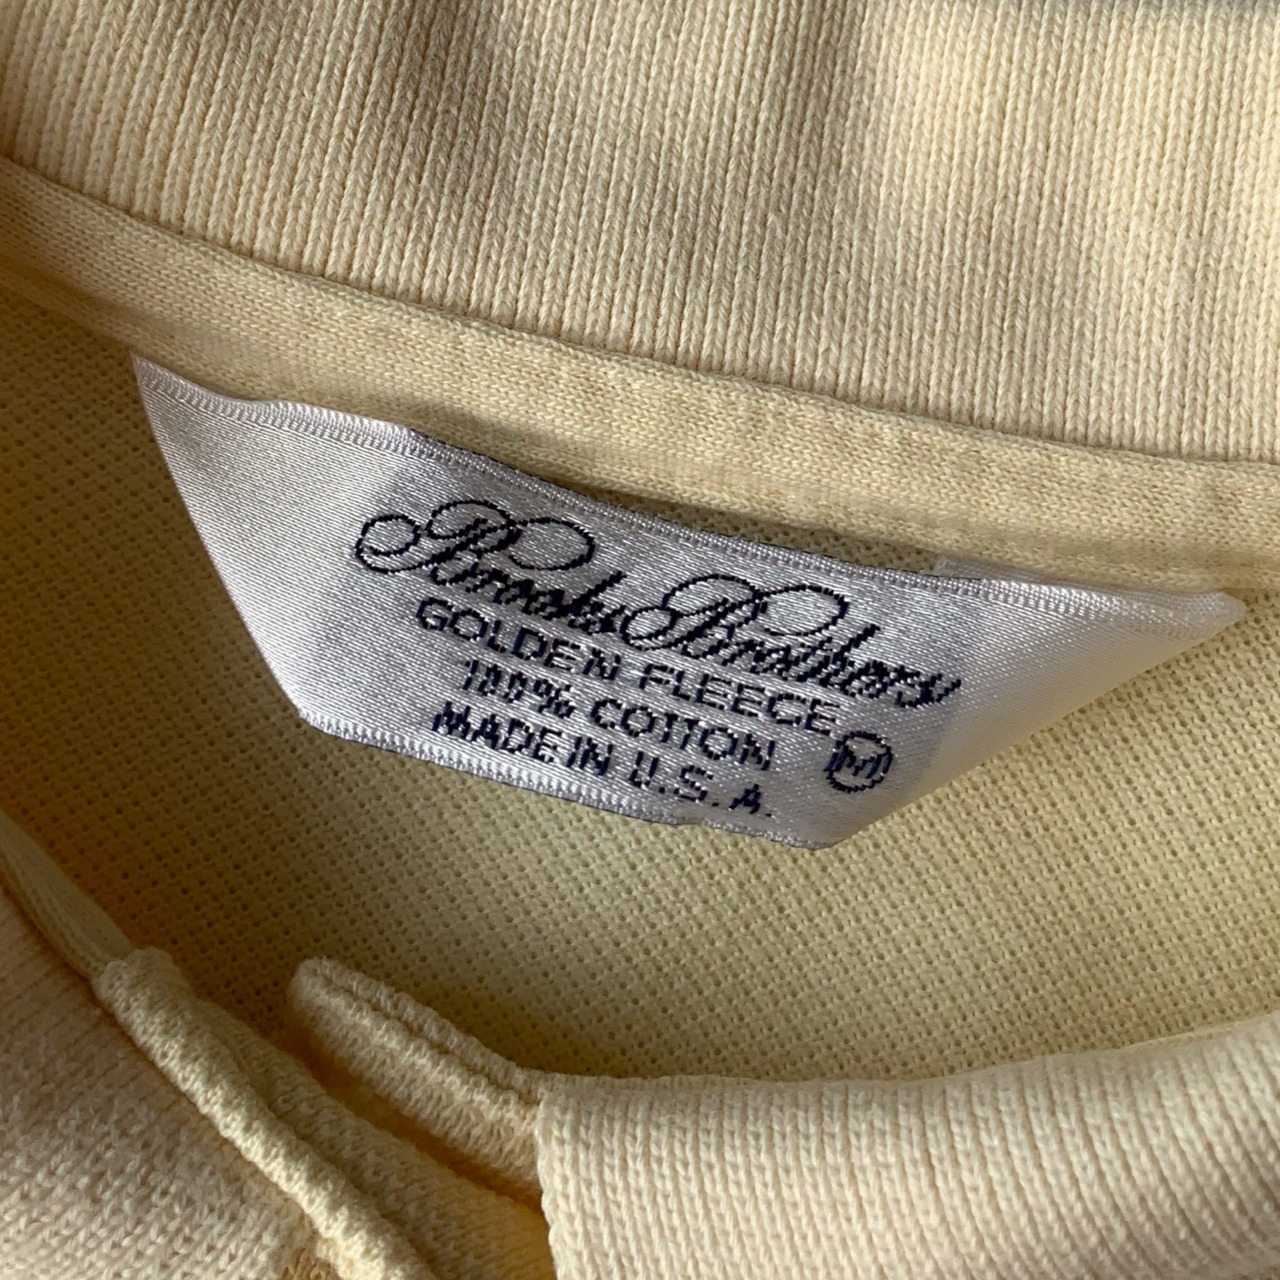 Brooks Brothers
GOLDEN FLEECE
100% COTTON
MADE IN U.S.A.
M